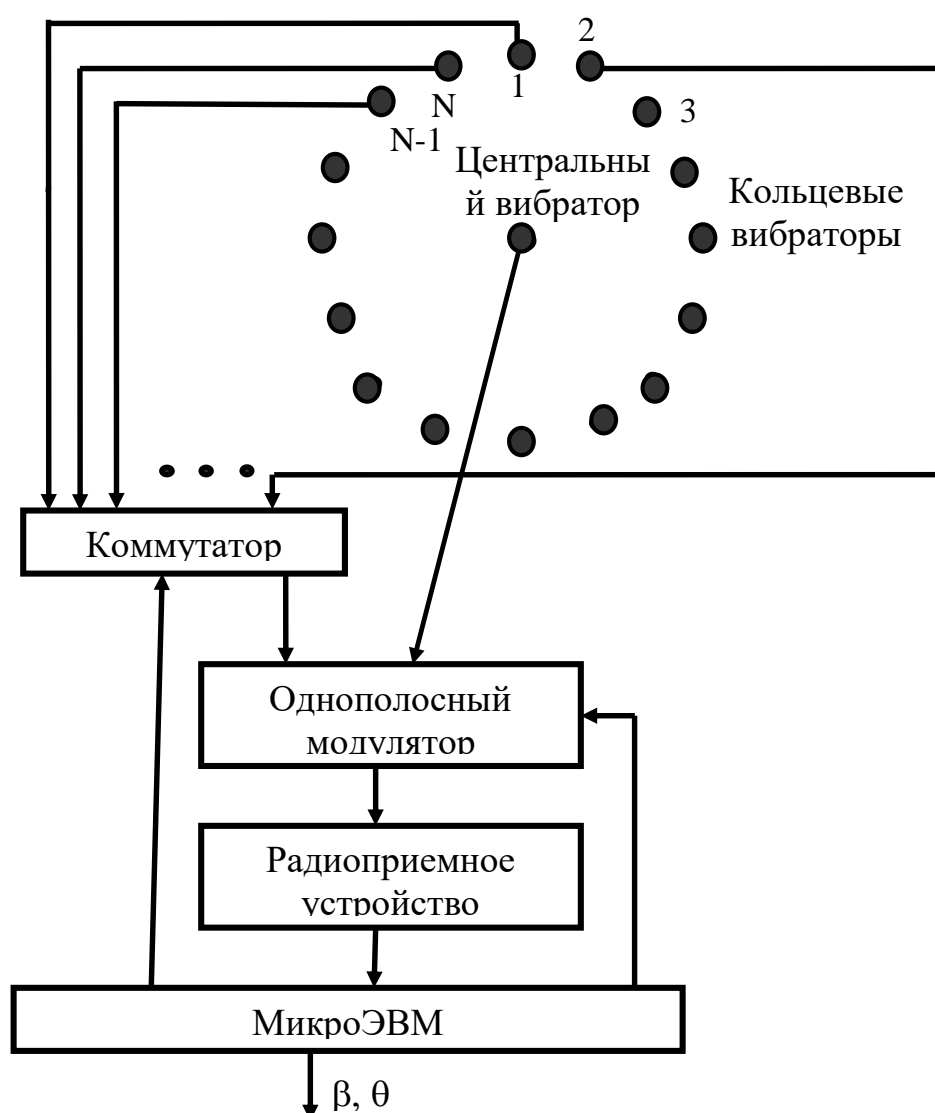 2
1
N
3
N-1
Центральны
й вибратор
Кольцевые
вибраторы
Коммутатор
Однополосный
модулятор
Радиоприемное
устройство
МикроЭВМ
β, θ